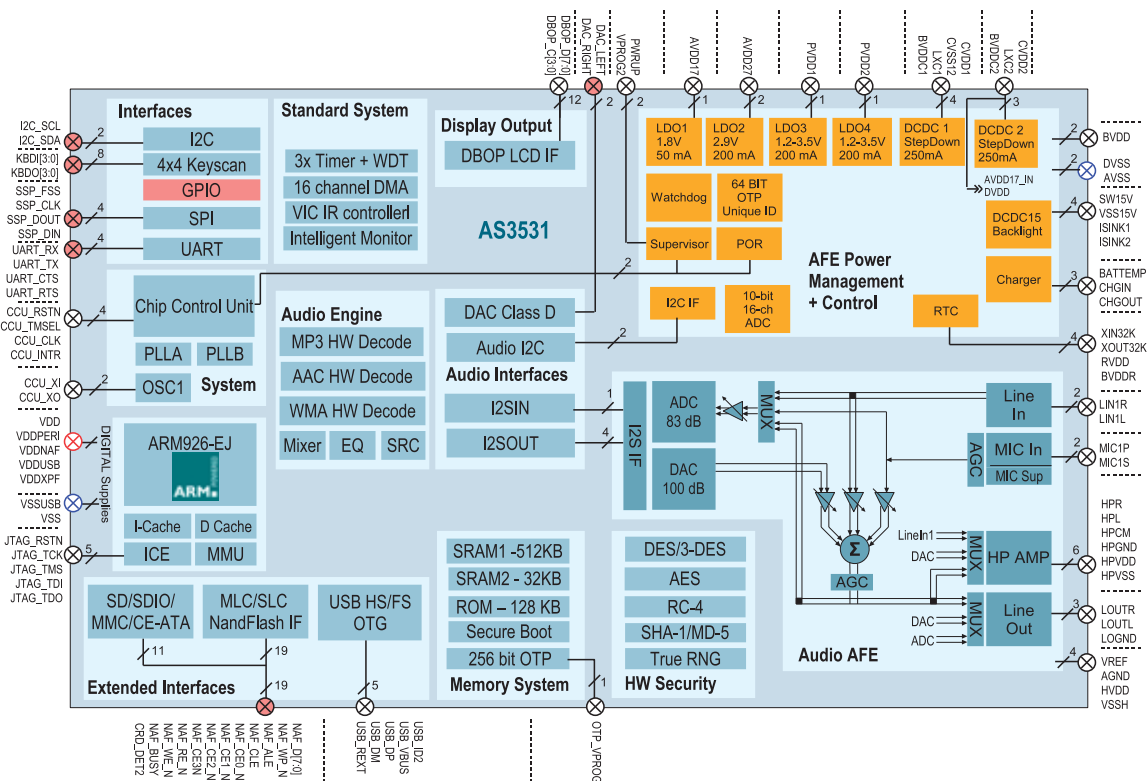 DBOP_C[3:0]
DBOP_D[7:0]
DAC_RIGHT
DAC_LEFT
VPROG2
PWRUP
AVDD17
AVDD27
PVDD1
PVDD2
BVDDC1
LXC1
CVSS12
CVDD1
BVDDC2
LXC2
CVDD2
12
2
2
1
2
1
1
4
3
Interfaces
I2C
4x4 Keyscan
GPIO
SPI
UART
I2C_SCL
I2C_SDA
2
KBDI[3:0]
KBDO[3:0]
8
SSP_FSS
SSP_CLK
SSP_DOUT
SSP_DIN
4
UART_RX
UART_TX
UART_CTS
UART_RTS
4
CCU_RSTN
CCU_TMSEL
CCU_CLK
CCU_INTR
4
CCU_XI
CCU_XO
2
VDD
VDDPERI
VDDNAF
VDDUSB
VDDXPF
VSSUSB
VSS
DIGITAL Supplies
JTAG_RSTN
JTAG_TCK
JTAG_TMS
JTAG_TDI
JTAG_TDO
5
Standard System
3x Timer + WDT
16 channel DMA
VIC IR controllerl
Intelligent Monitor
Display Output
DBOP LCD IF
AS3531
LDO1
1.8V
50 mA
LDO2
2.9V
200 mA
LDO3
1.2-3.5V
200 mA
LDO4
1.2-3.5V
200 mA
DCDC 1
StepDown
250mA
DCDC 2
StepDown
250mA
AVDD17_IN
DVDD
Watchdog
64 BIT
OTP
Unique ID
Supervisor
POR
2
DCDC15
Backlight
AFE Power
Management
+ Control
Charger
I2C IF
10-bit
16-ch
ADC
RTC
2
BVDD
2
DVSS
AVSS
4
SW15V
VSS15V
ISINK1
ISINK2
3
BATTEMP
CHGIN
CHGOUT
4
XIN32K
XOUT32K
RVDD
BVDDR
Chip Control Unit
PLLA
PLLB
OSC1
System
Audio Engine
MP3 HW Decode
AAC HW Decode
WMA HW Decode
Mixer
EQ
SRC
DAC Class D
Audio I2C
2
Audio Interfaces
I2SIN
1
I2SOUT
4
I2S IF
ADC
83 dB
DAC
100 dB
MUX
Line
In
2
LIN1R
LIN1L
AGC
MIC In
MIC Sup
2
MIC1P
MIC1S
Σ
AGC
LineIn1
DAC
MUX
HP AMP
6
HPR
HPL
HPCM
HPGND
HPVDD
HPVSS
DAC
ADC
MUX
Line
Out
3
LOUTR
LOUTL
LOGND
Audio AFE
4
VREF
AGND
HVDD
VSSH
ARM926-EJ
ARM
POWERED
I-Cache
D Cache
ICE
MMU
SD/SDIO/
MMC/CE-ATA
MLC/SLC
NandFlash IF
USB HS/FS
OTG
11
19
19
5
Extended Interfaces
SRAM1 -512KB
SRAM2 - 32KB
ROM – 128 KB
Secure Boot
256 bit OTP
1
Memory System
DES/3-DES
AES
RC-4
SHA-1/MD-5
True RNG
HW Security
CRD_DET2
NAF_BUSY
NAF_WE_N
NAF_RE_N
NAF_CE3N
NAF_CE2_N
NAF_CE1_N
NAF_CE0_N
NAF_CLE
NAF_ALE
NAF_WP_N
NAF_D[7:0]
USB_REXT
USB_DM
USB_DP
USB_VBUS
USB_ID2
OTP_VPROG